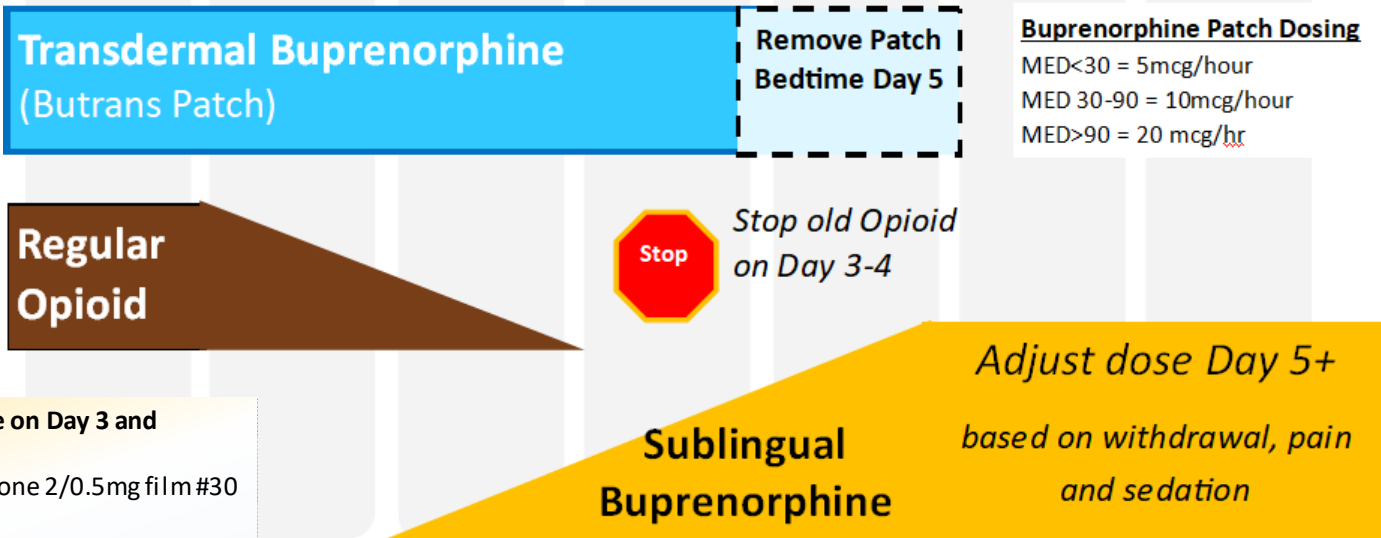 Transdermal Buprenorphine
(Butrans Patch)
Remove Patch
Bedtime Day 5
Buprenorphine Patch Dosing
MED<30 = 5mcg/hour
MED 30-90 = 10mcg/hour
MED>90 = 20 mcg/hr
Regular
Opioid
Stop
Stop old Opioid
on Day 3-4
Adjust dose Day 5+
based on withdrawal, pain
and sedation
Sublingual
Buprenorphine
e on Day 3 and
one 2/0.5mg film #30